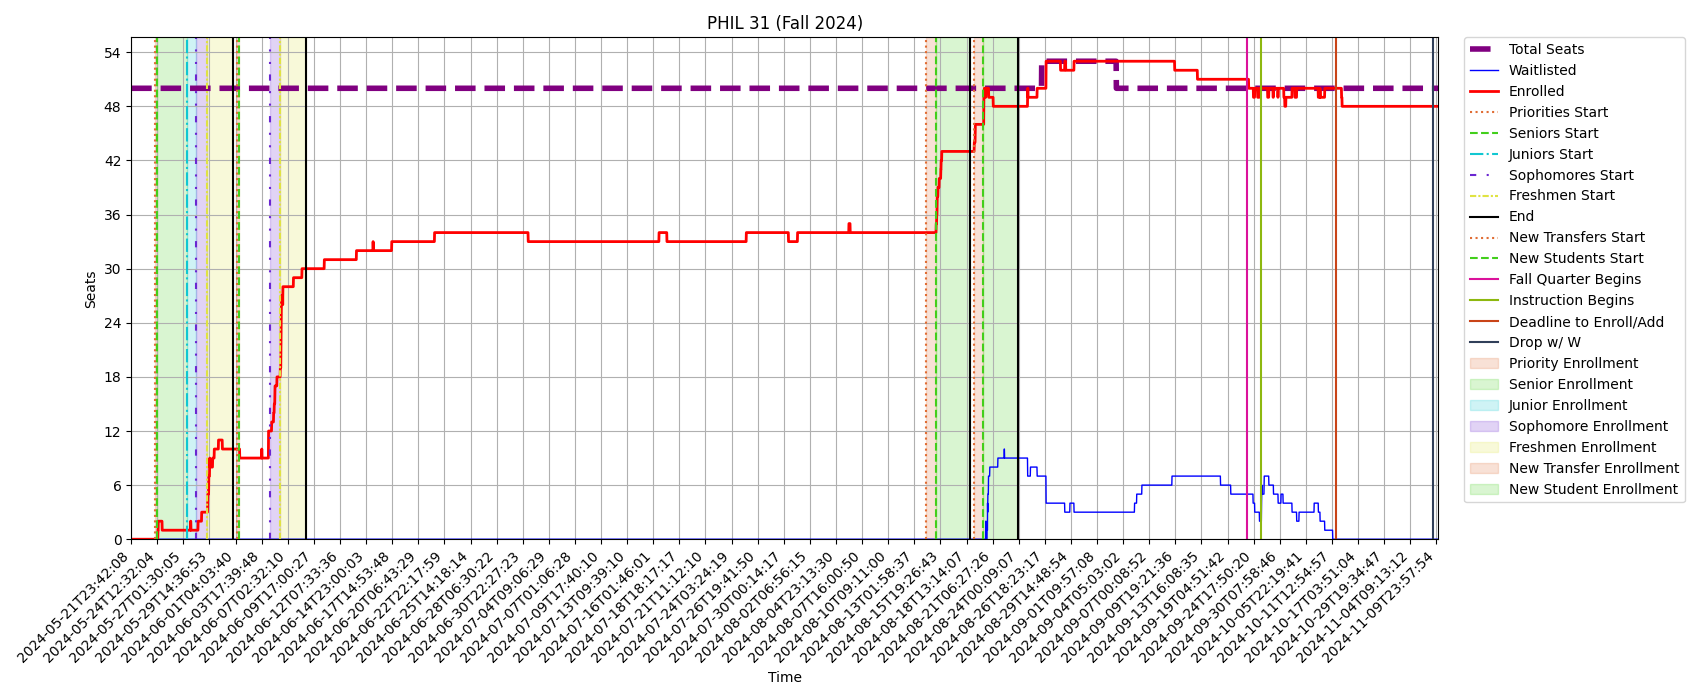 PHIL 31 (Fall 2024)
Seats
54
48
42
36
30
24
18
12
6
0
2024-05-21T23:42:08
2024-05-24T12:32:04
2024-05-27T01:30:05
2024-05-29T14:36:53
2024-06-01T04:03:40
2024-06-03T17:39:48
2024-06-07T02:32:10
2024-06-09T17:00:27
2024-06-12T07:33:36
2024-06-14T23:00:03
2024-06-17T14:53:48
2024-06-20T06:43:29
2024-06-22T22:17:59
2024-06-25T14:18:14
2024-06-28T06:30:22
2024-06-30T22:27:23
2024-07-04T09:06:29
2024-07-07T01:06:28
2024-07-09T17:40:10
2024-07-13T09:39:16
2024-07-16T01:46:01
2024-07-18T18:17:17
2024-07-21T11:12:10
2024-07-24T03:24:19
2024-07-26T19:41:50
2024-07-30T00:14:17
2024-08-02T06:56:15
2024-08-04T23:13:30
2024-08-07T16:00:50
2024-08-10T09:11:00
2024-08-13T01:58:37
2024-08-15T19:26:43
2024-08-18T13:14:07
2024-08-21T06:27:26
2024-08-24T00:09:07
2024-08-26T18:23:17
2024-08-29T14:48:54
2024-09-01T09:57:08
2024-09-04T05:03:02
2024-09-07T00:08:52
2024-09-09T19:21:36
2024-09-13T16:08:35
2024-09-19T04:51:42
2024-09-24T17:50:20
2024-09-30T07:58:46
2024-10-05T22:19:41
2024-10-11T12:54:57
2024-10-17T03:51:04
2024-10-29T19:34:47
2024-11-04T09:13:12
2024-11-09T23:57:54
Time
Total Seats
Waitlisted
Enrolled
Priorities Start
Seniors Start
Juniors Start
Sophomores Start
Freshmen Start
End
New Transfers Start
New Students Start
Fall Quarter Begins
Instruction Begins
Deadline to Enroll/Add
Drop w/ W
Priority Enrollment
Senior Enrollment
Junior Enrollment
Sophomore Enrollment
Freshmen Enrollment
New Transfer Enrollment
New Student Enrollment